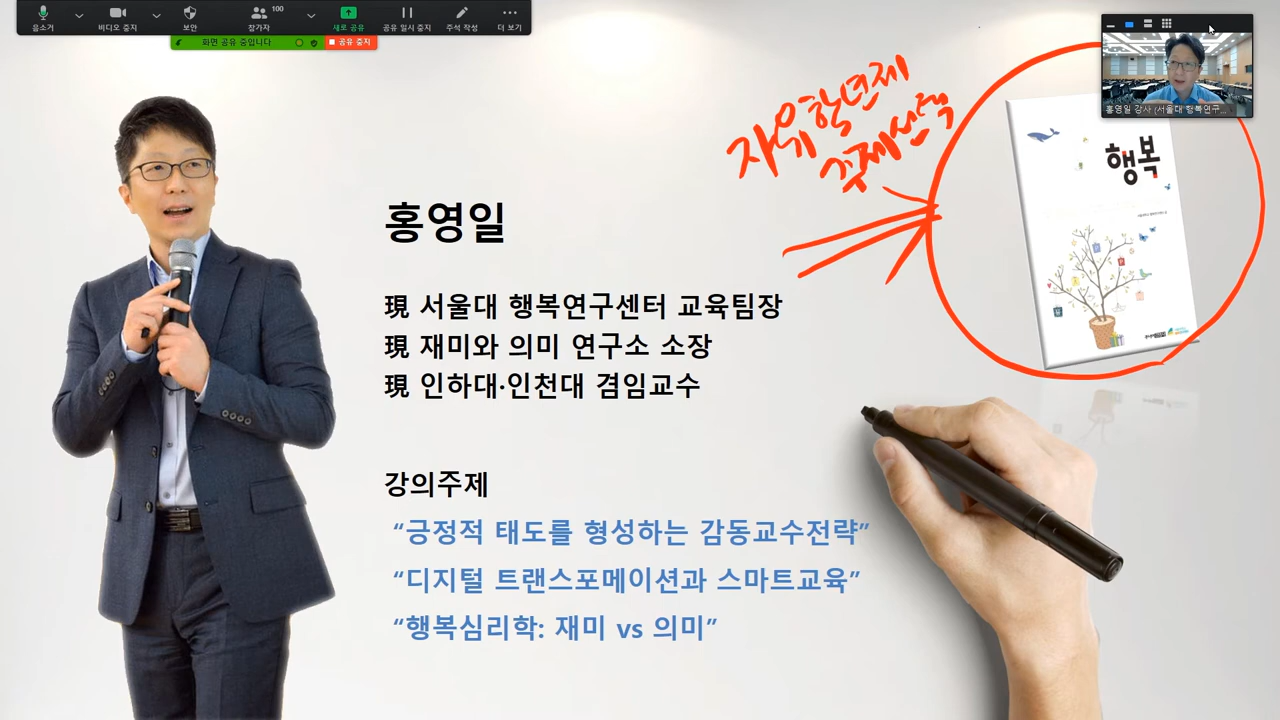 음소거
비디오 중지
보안
참가자
100
새로 공유
공유 일시 중지
주석 작성
더 보기
화면 공유 중입니다
공유 중지
홍영일 강사 (서울대 행복연구...
자유학년제
행복
홍영일
現 서울대 행복연구센터 교육팀장
現 재미와 의미 연구소 소장
現 인하대·인천대 겸임교수
강의주제
“긍정적 태도를 형성하는 감동교수전략”
“디지털 트랜스포메이션과 스마트교육”
“행복심리학: 재미 vs 의미”